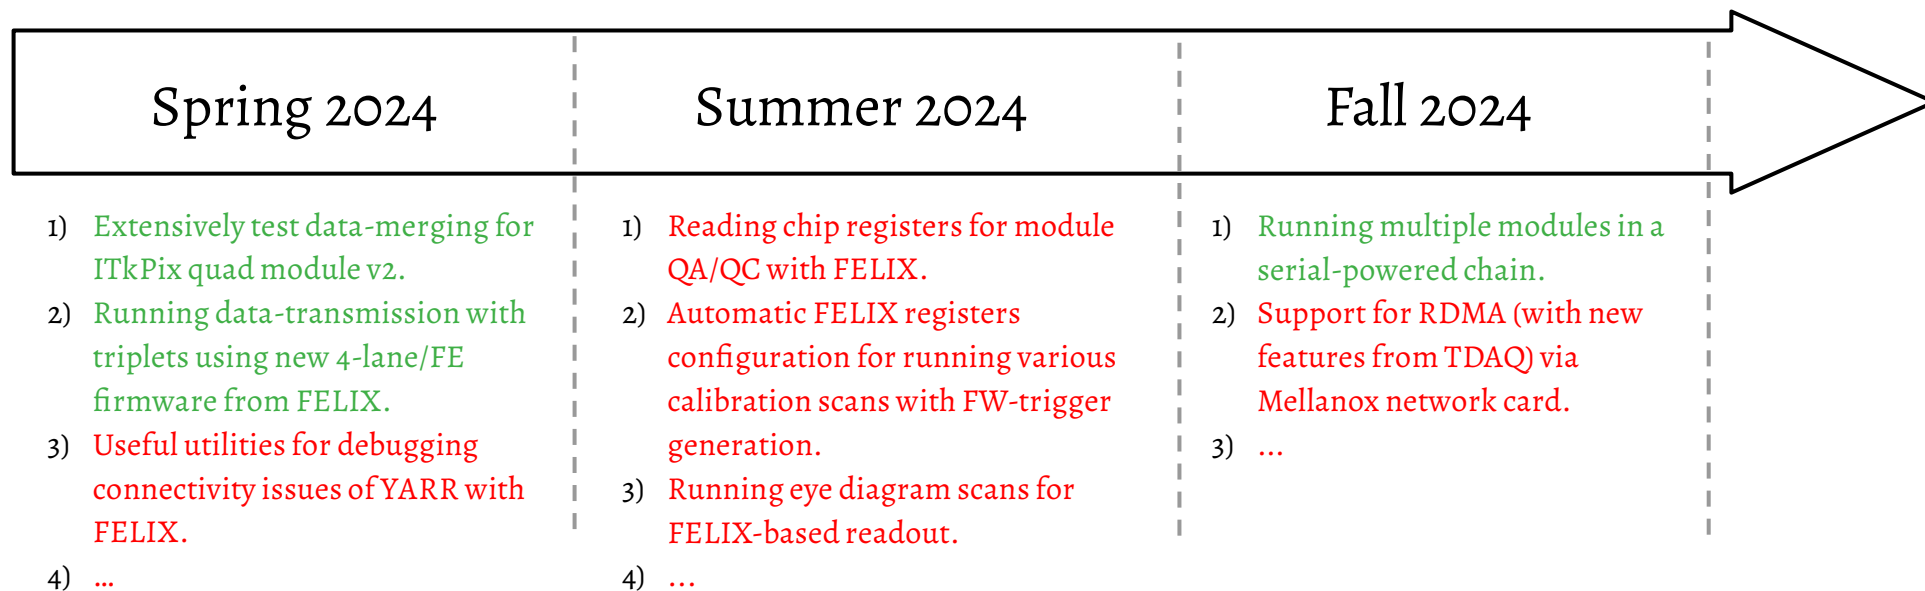 Spring 2024
Summer 2024
Fall 2024
1) Extensively test data-merging for
ITkPix quad module v2.
2) Running data-transmission with
triplets using new 4-lane/FE
firmware from FELIX.
3) Useful utilities for debugging
connectivity issues of YARR with
FELIX.
4) ...
1) Reading chip registers for module
QA/QC with FELIX.
2) Automatic FELIX registers
configuration for running various
calibration scans with FW-trigger
generation.
3) Running eye diagram scans for
FELIX-based readout.
4) ...
1) Running multiple modules in a
serial-powered chain.
2) Support for RDMA (with new
features from TDAQ) via
Mellanox network card.
3) ...